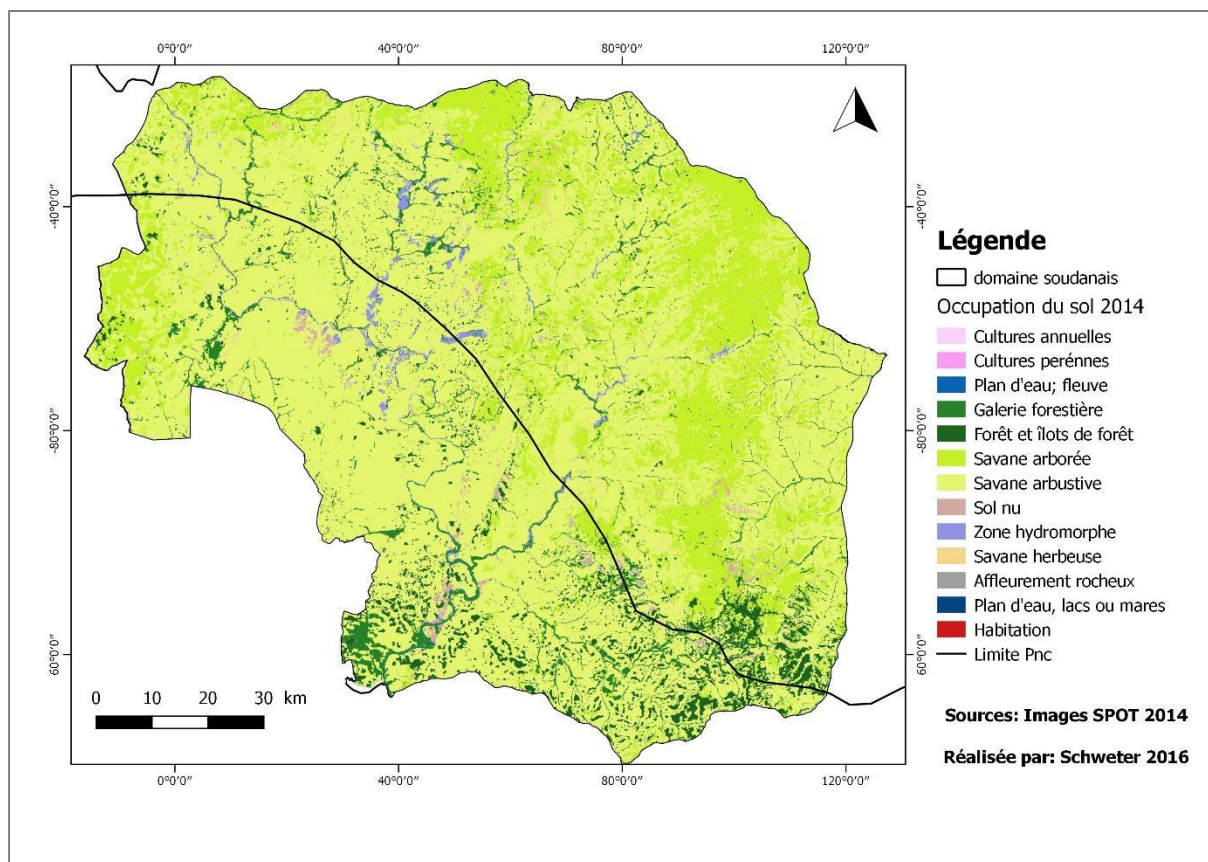 0°0'0" 40°0'0" 80°0'0" 120°0'0"
-40°0'0" -40°0'0"
-80°0'0" -80°0'0"
60°0'0" 60°0'0"
0 10 20 30 km
0°0'0" 40°0'0" 80°0'0" 120°0'0"
Légende
domaine soudanais
Occupation du sol 2014
Cultures annuelles
Cultures perénnes
Plan d'eau; fleuve
Galerie forestière
Forêt et îlots de forêt
Savane arborée
Savane arbustive
Sol nu
Zone hydromorphe
Savane herbeuse
Affleurement rocheux
Plan d'eau, lacs ou mares
Habitation
Limite Pnc
Sources: Images SPOT 2014
Réalisée par: Schweter 2016